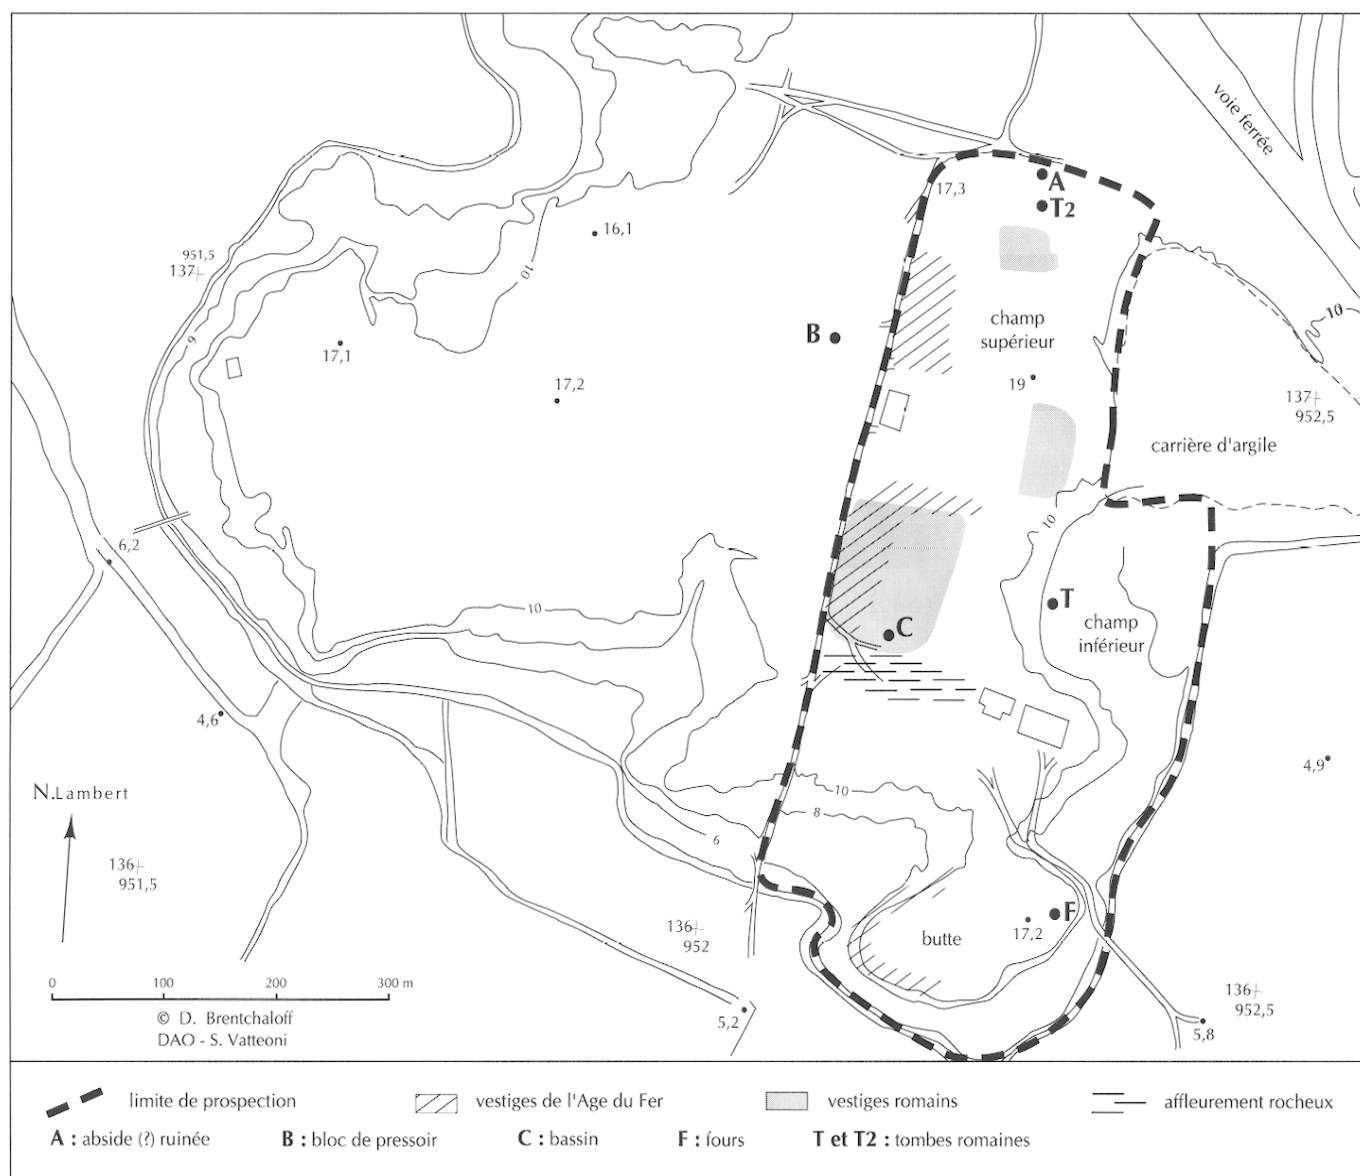 voie ferrée
A
17,3
T2
16,1
951,5
137
10
10
B
champ
supérieur
17,1
9
17,2
19
137
952,5
carrière d'argile
10
6,2
10
T
C
champ
inférieur
4,6
4,9
N.Lambert
10
8
6
136
951,5
136
952
17,2
F
butte
136
952,5
0 100 200 300 m
5,2
5,8
© D. Brentchaloff
DAO - S. Vatteoni
limite de prospection
vestiges de l'Age du Fer
vestiges romains
affleurement rocheux
A : abside (?) ruinée
B : bloc de pressoir
C : bassin
F : fours
T et T2 : tombes romaines